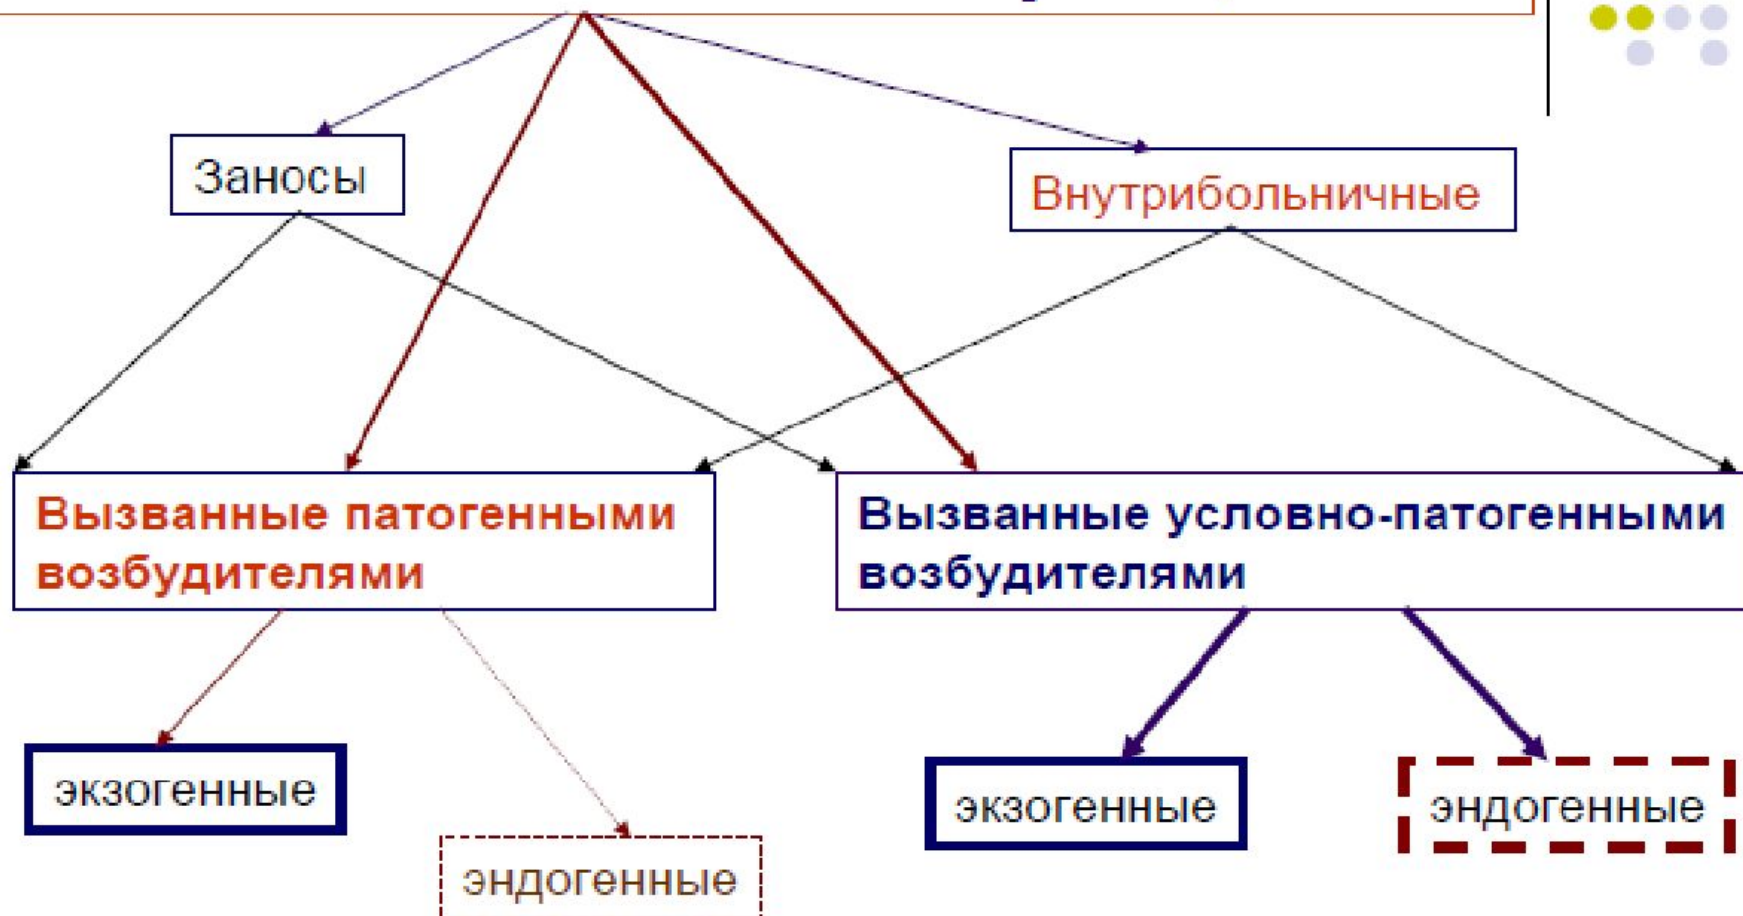 Заносы
Внутрибольничные
Вызванные патогенными
возбудителями
Вызванные условно-патогенными
возбудителями
экзогенные
экзогенные
эндогенные
эндогенные